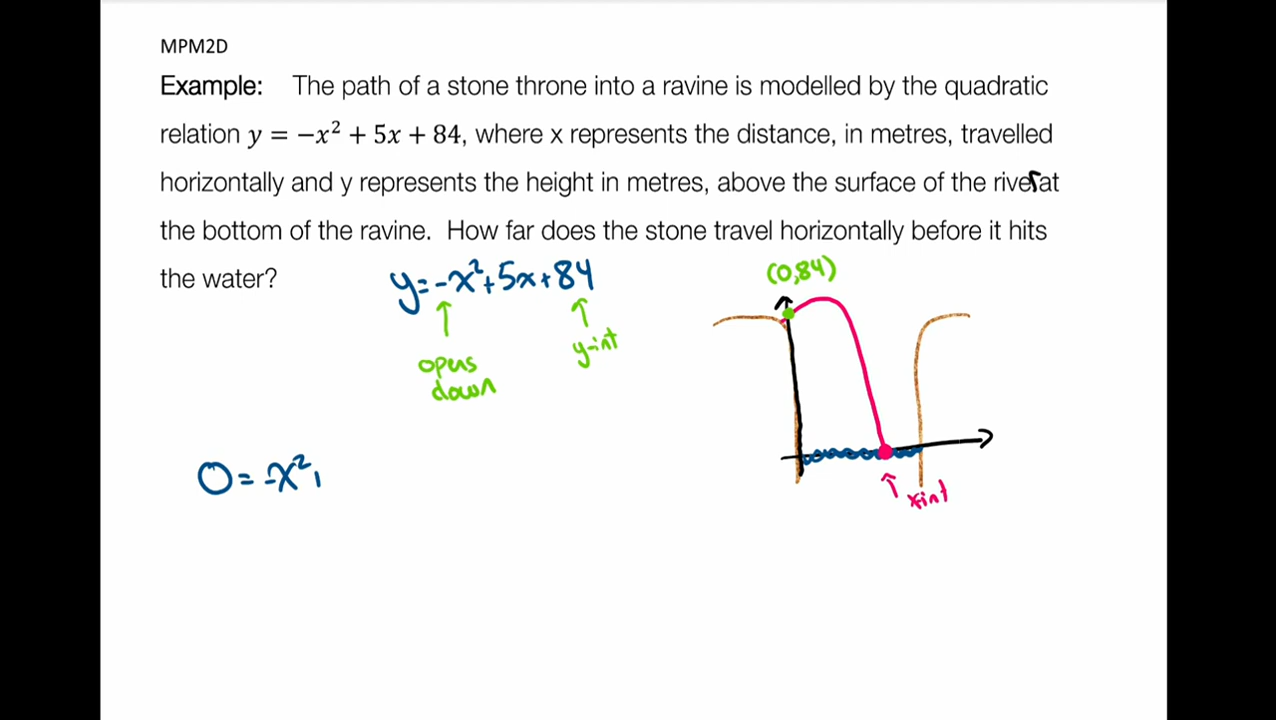 MPM2D
Example: The path of a stone throne into a ravine is modelled by the quadratic
relation y = −x² + 5x + 84, where x represents the distance, in metres, travelled
horizontally and y represents the height in metres, above the surface of the river at
the bottom of the ravine. How far does the stone travel horizontally before it hits
the water?
y=-x²+5x+84
(0,84)
opens
down
y-int
0=-x²
x-int